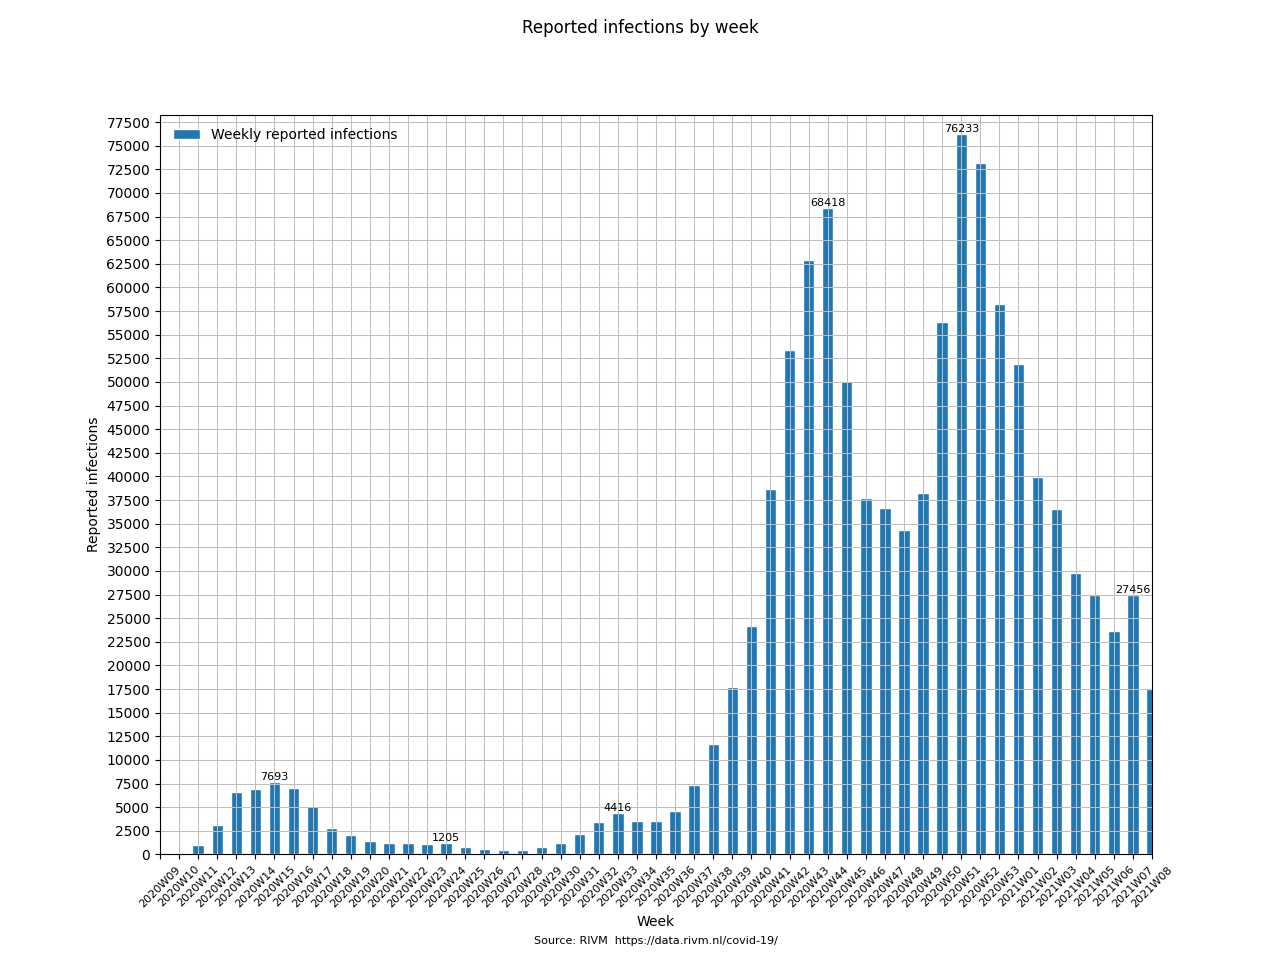 Reported infections by week
Weekly reported infections
77500
75000
72500
70000
67500
65000
62500
60000
57500
55000
52500
50000
47500
45000
42500
40000
37500
35000
32500
30000
27500
25000
22500
20000
17500
15000
12500
10000
7500
5000
2500
0
Reported infections
7693
1205
4416
68418
76233
27456
2020W09
2020W10
2020W11
2020W12
2020W13
2020W14
2020W15
2020W16
2020W17
2020W18
2020W19
2020W20
2020W21
2020W22
2020W23
2020W24
2020W25
2020W26
2020W27
2020W28
2020W29
2020W30
2020W31
2020W32
2020W33
2020W34
2020W35
2020W36
2020W37
2020W38
2020W39
2020W40
2020W41
2020W42
2020W43
2020W44
2020W45
2020W46
2020W47
2020W48
2020W49
2020W50
2020W51
2020W52
2020W53
2021W01
2021W02
2021W03
2021W04
2021W05
2021W06
2021W07
2021W08
Week
Source: RIVM https://data.rivm.nl/covid-19/